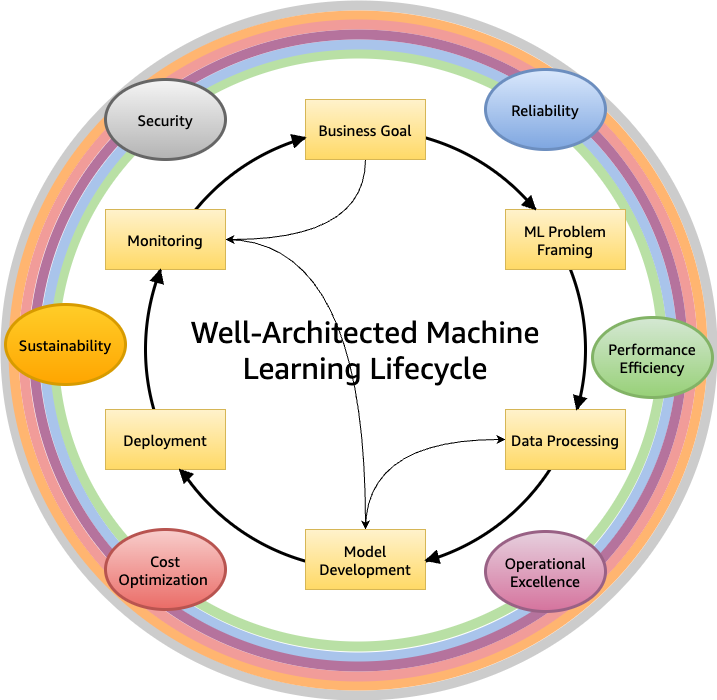 Security
Reliability
Business Goal
Monitoring
ML Problem
Framing
Well-Architected Machine
Learning Lifecycle
Sustainability
Performance
Efficiency
Deployment
Data Processing
Model
Development
Cost
Optimization
Operational
Excellence